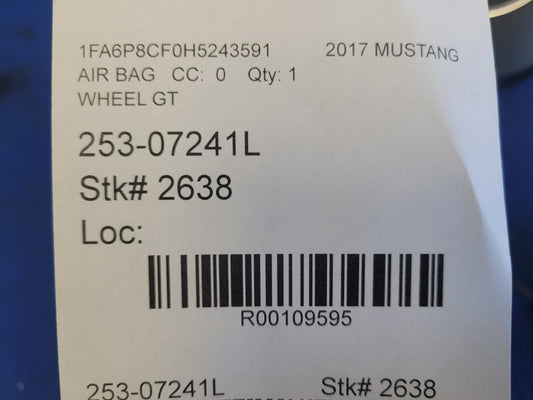 1FA6P8CF0H5243591 2017 MUSTANG
AIR BAG CC: 0 Qty: 1
WHEEL GT
253-07241L
Stk# 2638
Loc:
R00109595
253-07241L Stk# 2638